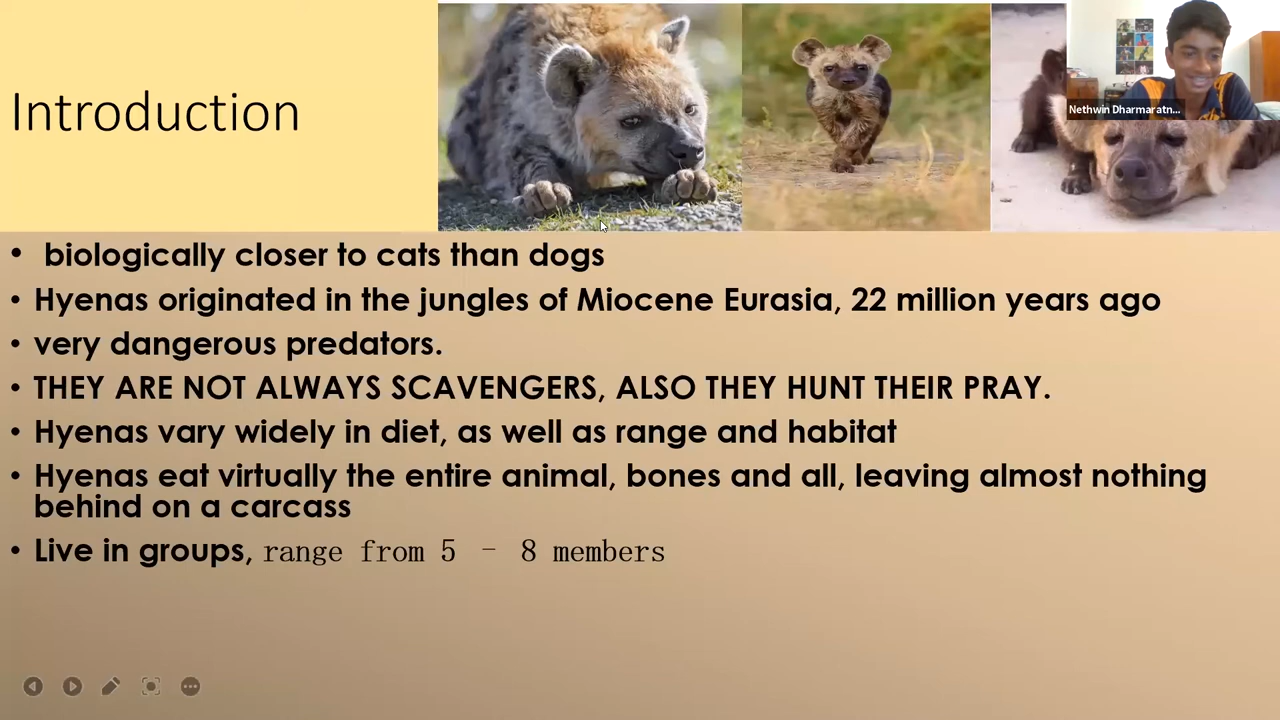 Introduction
Nethwin Dharmaratn...
• biologically closer to cats than dogs
• Hyenas originated in the jungles of Miocene Eurasia, 22 million years ago
• very dangerous predators.
• THEY ARE NOT ALWAYS SCAVENGERS, ALSO THEY HUNT THEIR PRAY.
• Hyenas vary widely in diet, as well as range and habitat
• Hyenas eat virtually the entire animal, bones and all, leaving almost nothing
behind on a carcass
• Live in groups, range from 5 – 8 members